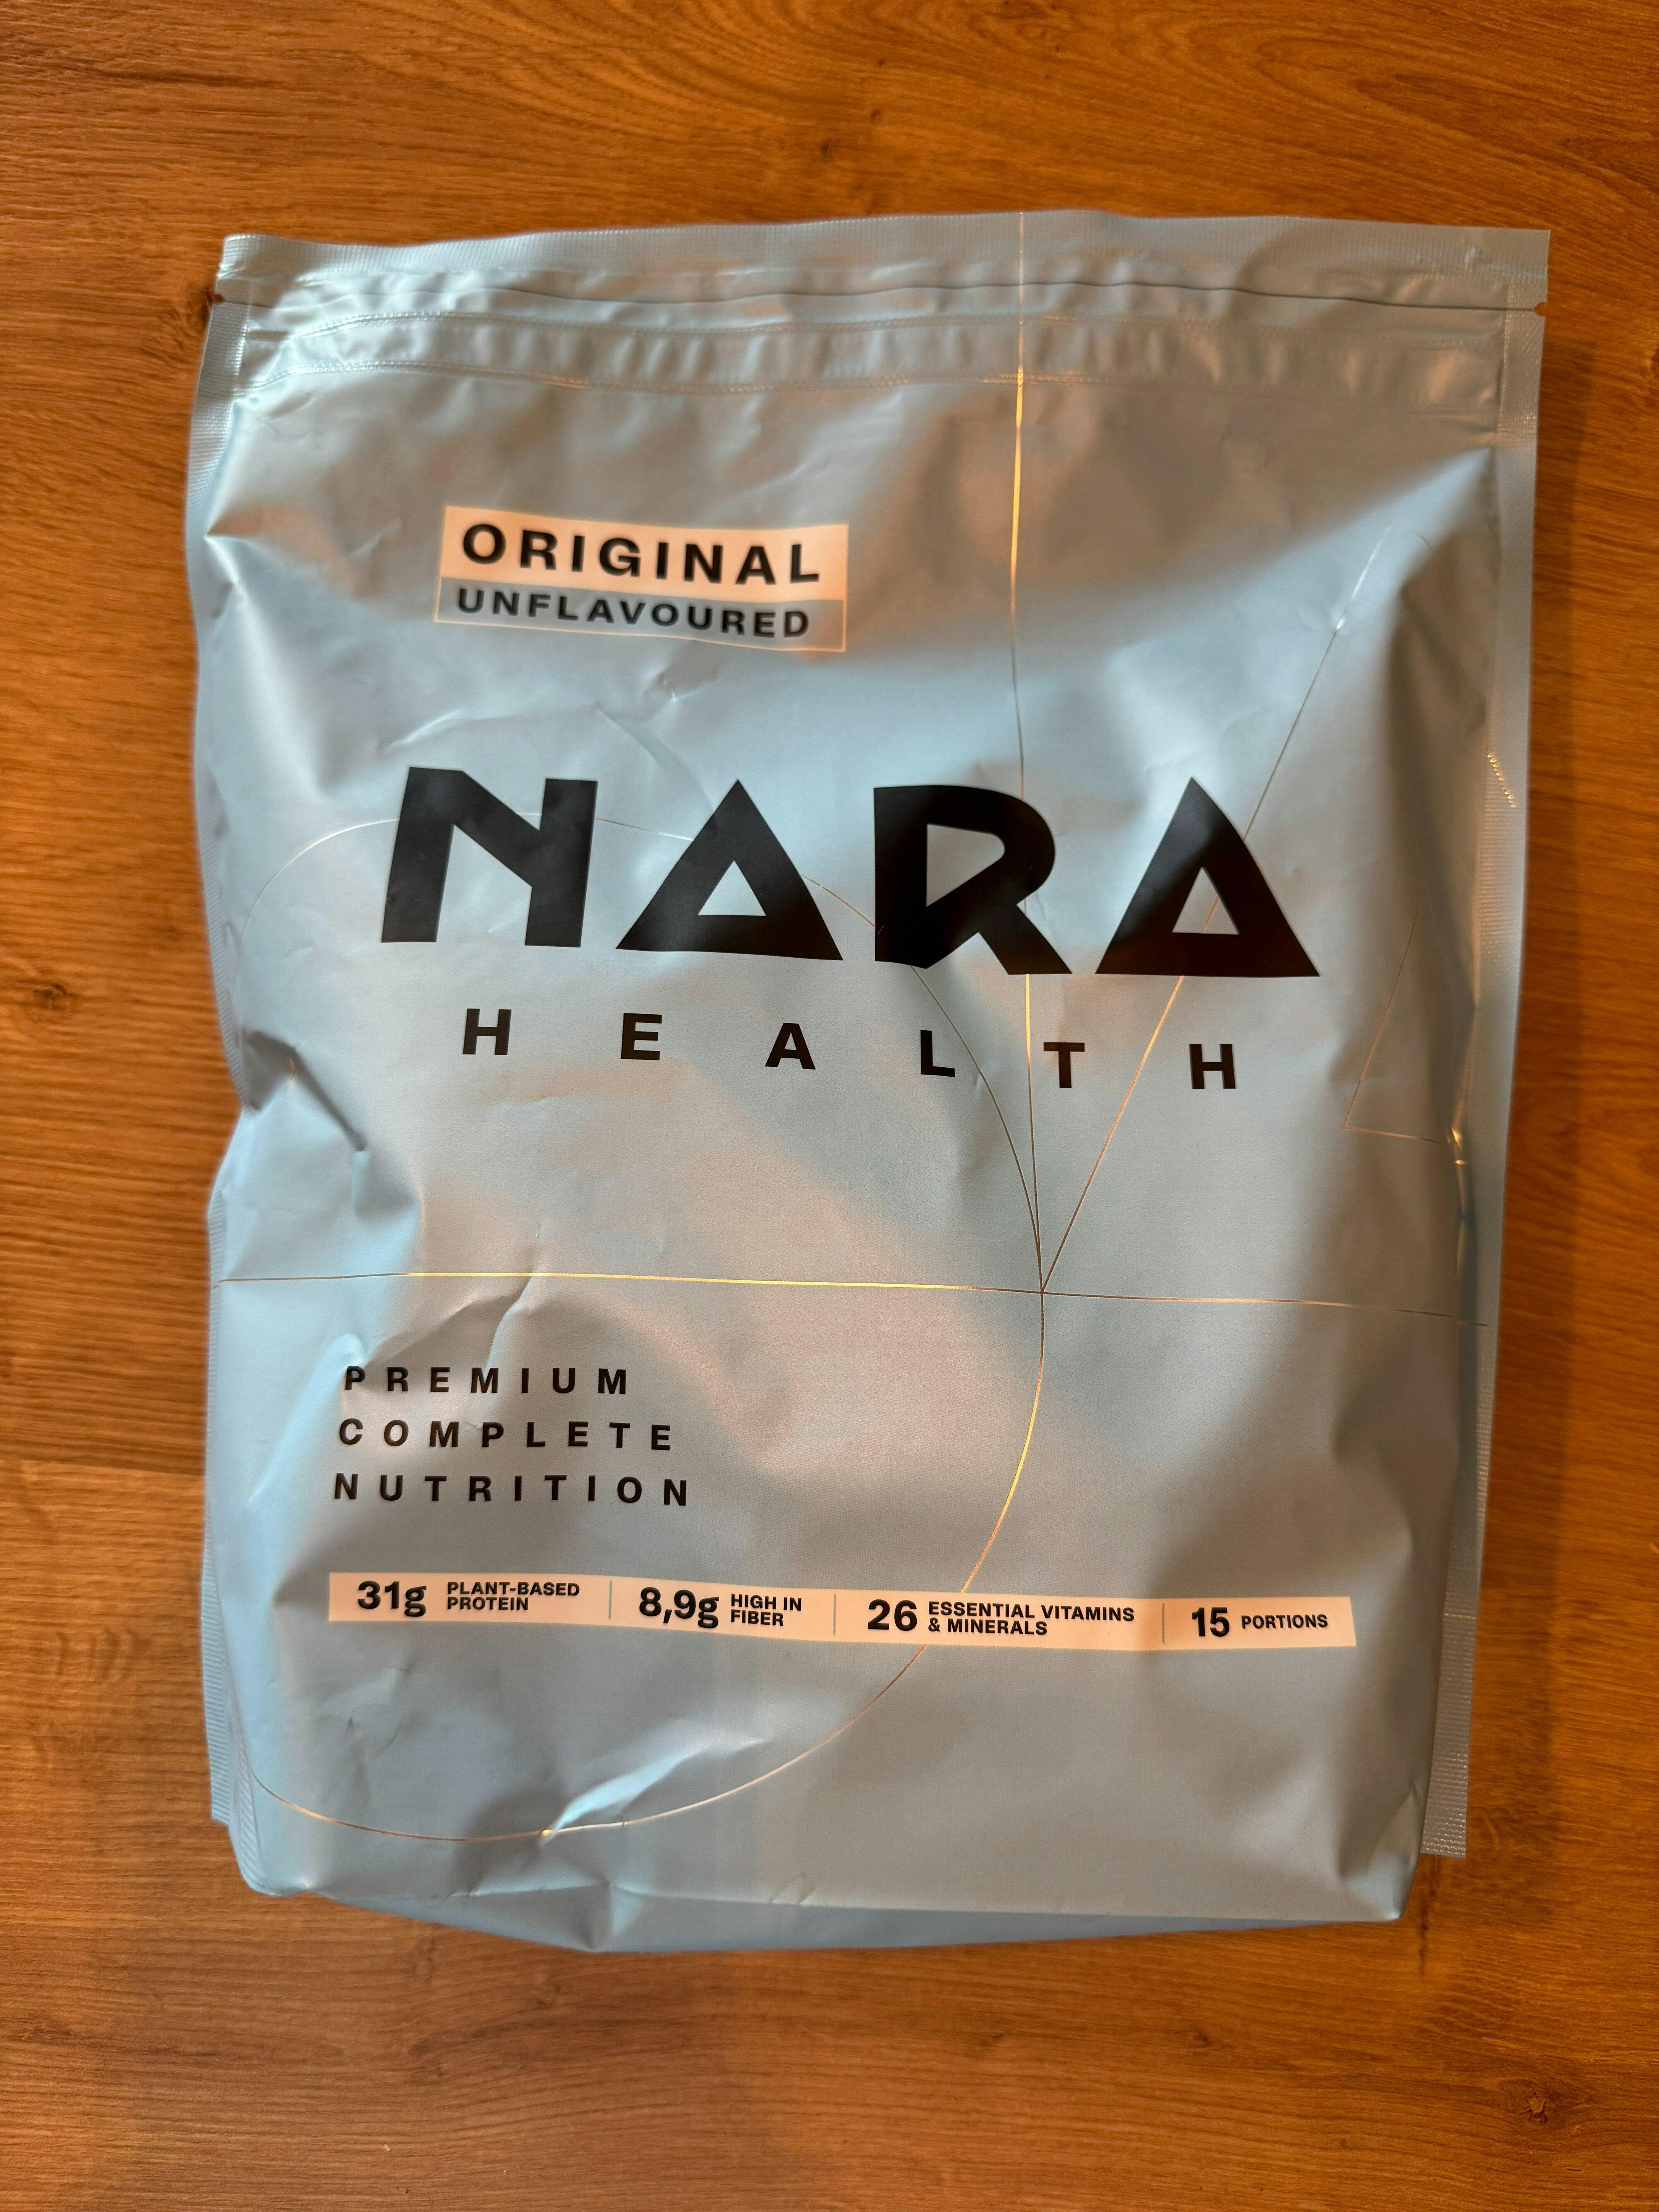 ORIGINAL
UNFLAVOURED
NARA
HEALTH
PREMIUM
COMPLETE
NUTRITION
31g PLANT-BASED PROTEIN 8,9g HIGH IN FIBER 26 ESSENTIAL VITAMINS & MINERALS 15 PORTIONS